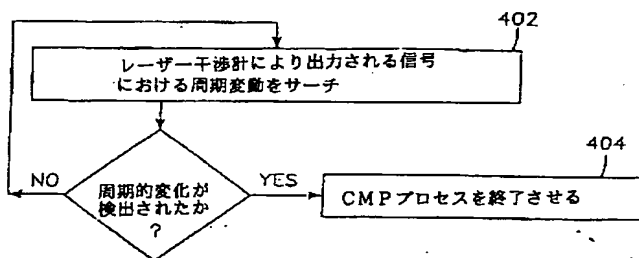 402
レーザー干渉計により出力される信号
における周期変動をサーチ
404
NO
周期的変化が
検出されたか
?
YES
CMPプロセスを終了させる